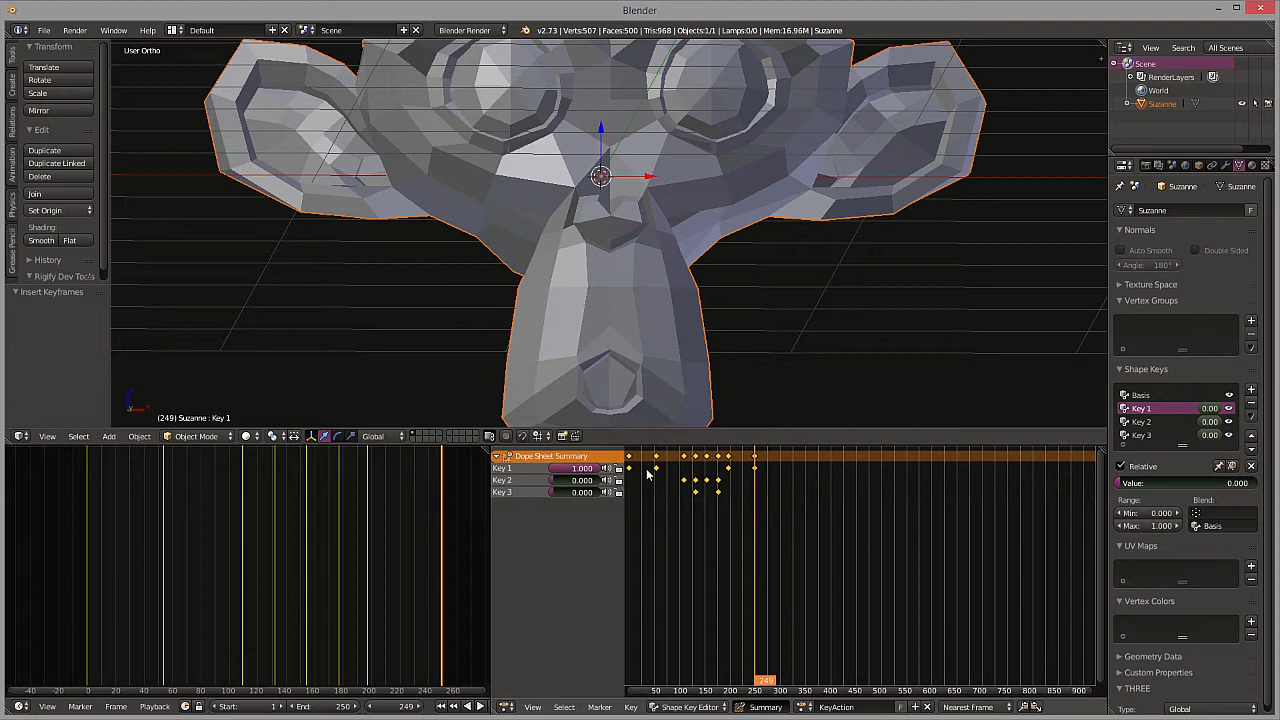 Blender
File Render Window Help Default Scene Blender Render v2.73 | Verts:507 | Faces:500 | Tris:968 | Objects:1/1 | Lamps:0/0 | Mem:16.96M | Suzanne
View Search All Scenes
Scene
RenderLayers
World
Suzanne
Tools
Create
Relations
Animation
Physics
Grease Pencil
Transform
Translate
Rotate
Scale
Mirror
Edit
Duplicate
Duplicate Linked
Delete
Join
Set Origin
Shading:
Smooth Flat
History
Rigify Dev Tools
Insert Keyframes
User Ortho
(249) Suzanne : Key 1
Suzanne Suzanne
Suzanne F
Normals
Auto Smooth Double Sided
Angle: 180°
Texture Space
Vertex Groups
Shape Keys
Basis
Key 1 0.00
Key 2 0.00
Key 3 0.00
Relative
Value: 0.000
Range: Blend:
Min: 0.000
Max: 1.000 Basis
UV Maps
Vertex Colors
Geometry Data
Custom Properties
THREE
Type: Global
View Select Add Object Object Mode Global
Dope Sheet Summary
Key 1 1.000
Key 2 0.000
Key 3 0.000
249
-40 -20 0 20 40 60 80 100 120 140 160 180 200 220 240 260
50 100 150 200 250 300 350 400 450 500 550 600 650 700 750 800 850 900
View Marker Frame Playback Start: 1 End: 250 249
View Select Marker Key Shape Key Editor Summary KeyAction F Nearest Frame